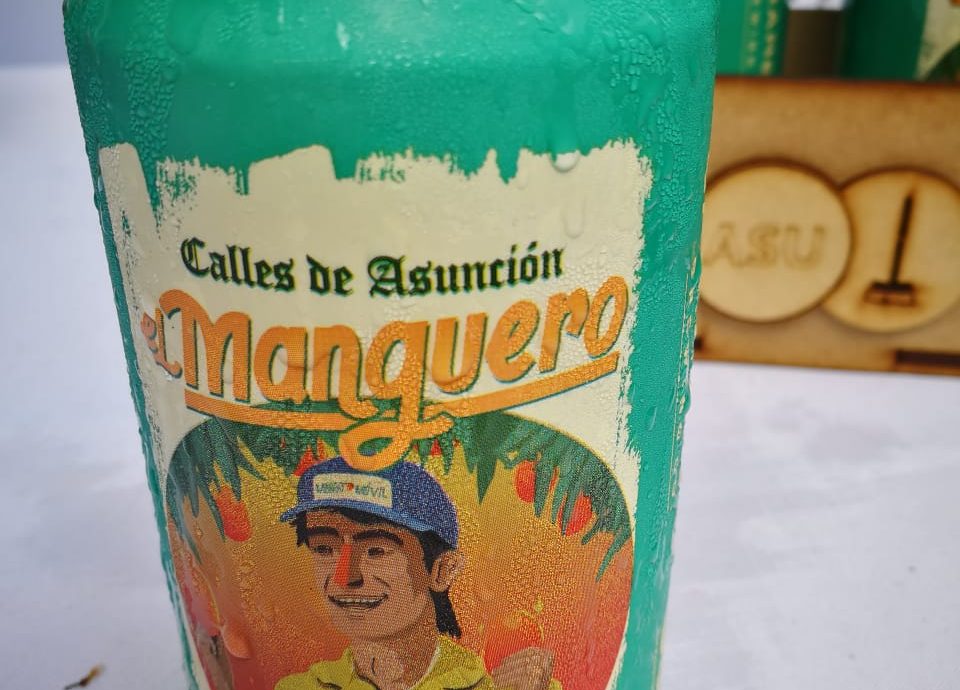 Calles de Asunción
el Manguero
ASU